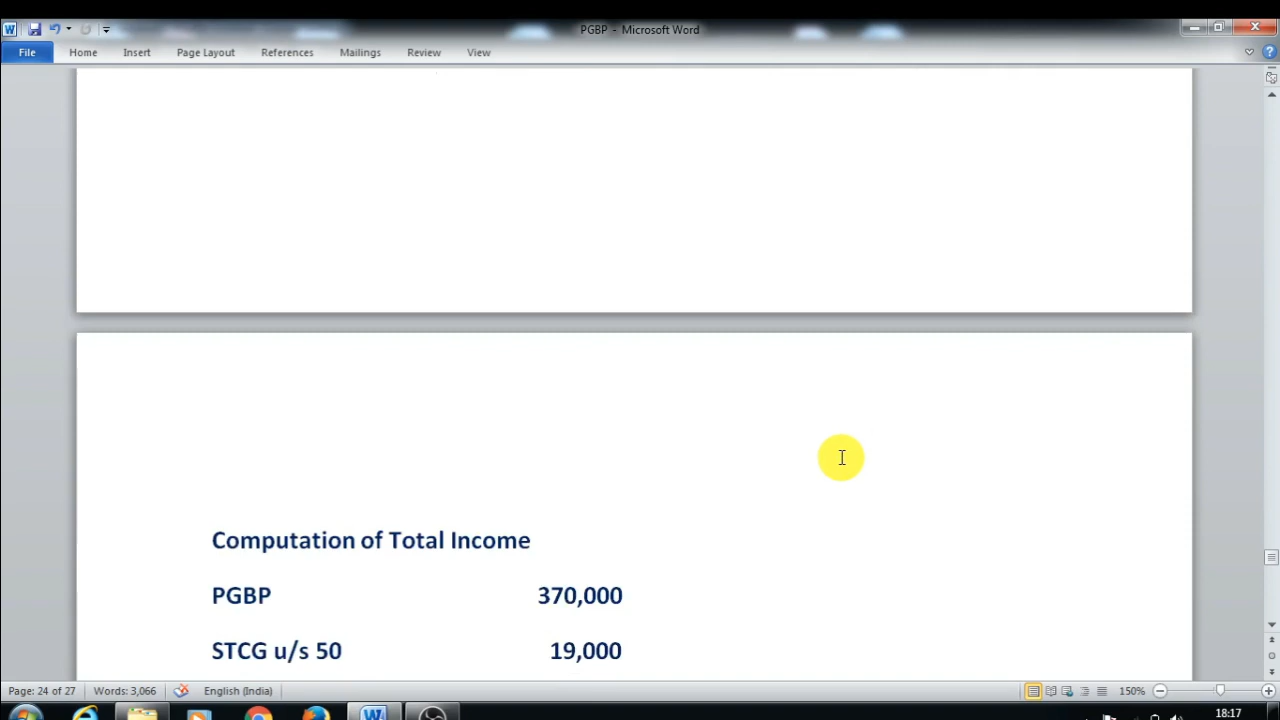 PGBP - Microsoft Word
File Home Insert Page Layout References Mailings Review View
Computation of Total Income
PGBP 370,000
STCG u/s 50 19,000
Page: 24 of 27 Words: 3,066 English (India) 150%
18:17